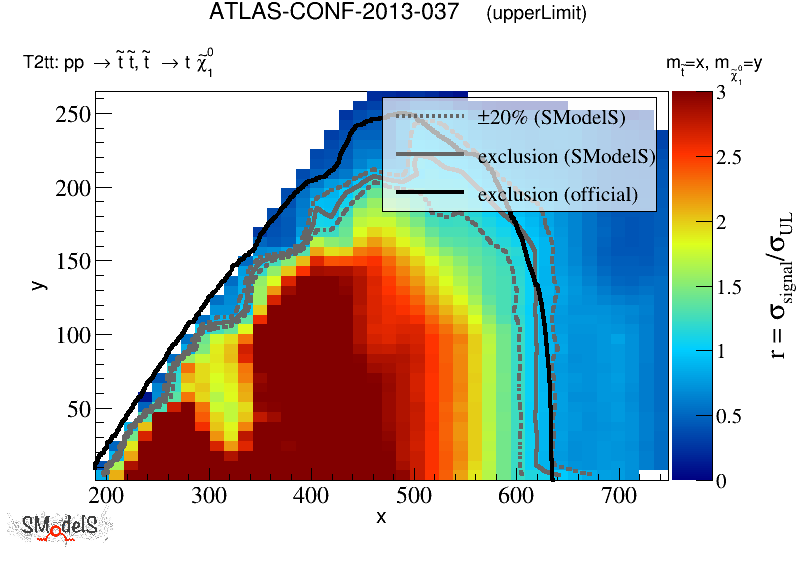 ATLAS-CONF-2013-037 (upperLimit)
T2tt: pp → t̃ t̃, t̃ → t χ̃₁⁰
m_t̃=x, m_χ̃₁⁰=y
±20% (SModelS)
exclusion (SModelS)
exclusion (official)
250
200
150
100
50
y
200 300 400 500 600 700
x
3
2.5
2
1.5
1
0.5
0
r = σ_signal/σ_UL
SModelS